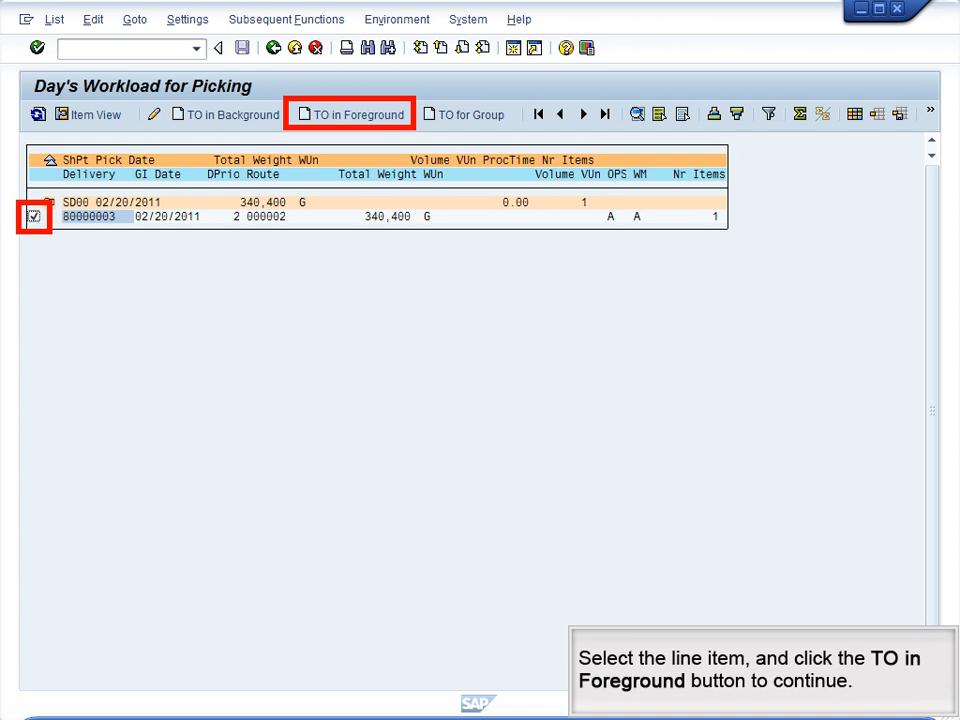 List Edit Goto Settings Subsequent Functions Environment System Help
Day's Workload for Picking
Item View TO in Background TO in Foreground TO for Group
ShPt Pick Date Total Weight WUn Volume VUn ProcTime Nr Items
Delivery GI Date DPrio Route Total Weight WUn Volume VUn OPS WM Nr Items
SD00 02/20/2011 340,400 G 0.00 1
80000003 02/20/2011 2 000002 340,400 G A A 1
Select the line item, and click the TO in
Foreground button to continue.
SAP